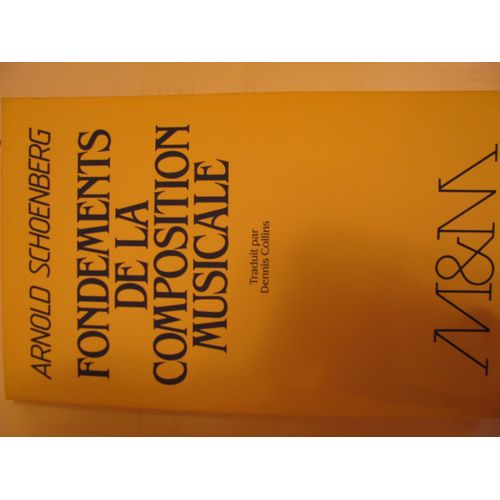 ARNOLD SCHOENBERG
FONDEMENTS
DE LA
COMPOSITION
MUSICALE
Traduit par
Dennis Collins
M&M